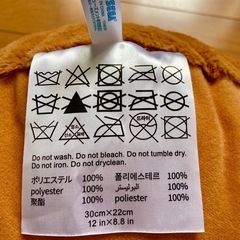 Do not wash. Do not bleach. Do not tumble dry.
Do not iron. Do not dryclean.
ポリエステル 100% 폴리에스테르 100%
polyester 100% البوليستر 100%
聚酯 100% poliester 100%
30cm×22cm
12 in×8.8 in